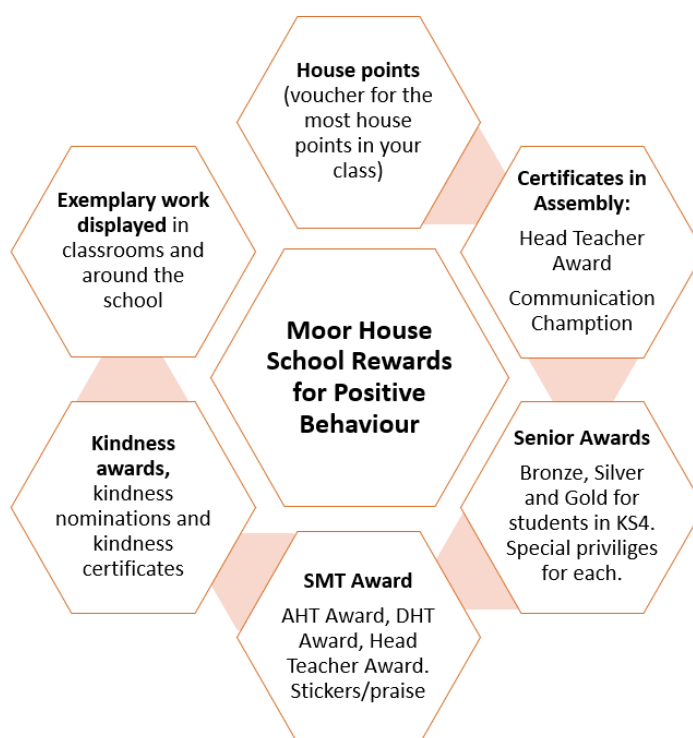 House points
(voucher for the
most house
points in your
class)
Certificates in
Assembly:
Head Teacher
Award
Communication
Chamption
Senior Awards
Bronze, Silver
and Gold for
students in KS4.
Special priviliges
for each.
SMT Award
AHT Award, DHT
Award, Head
Teacher Award.
Stickers/praise
Kindness
awards,
kindness
nominations and
kindness
certificates
Exemplary work
displayed in
classrooms and
around the
school
Moor House
School Rewards
for Positive
Behaviour